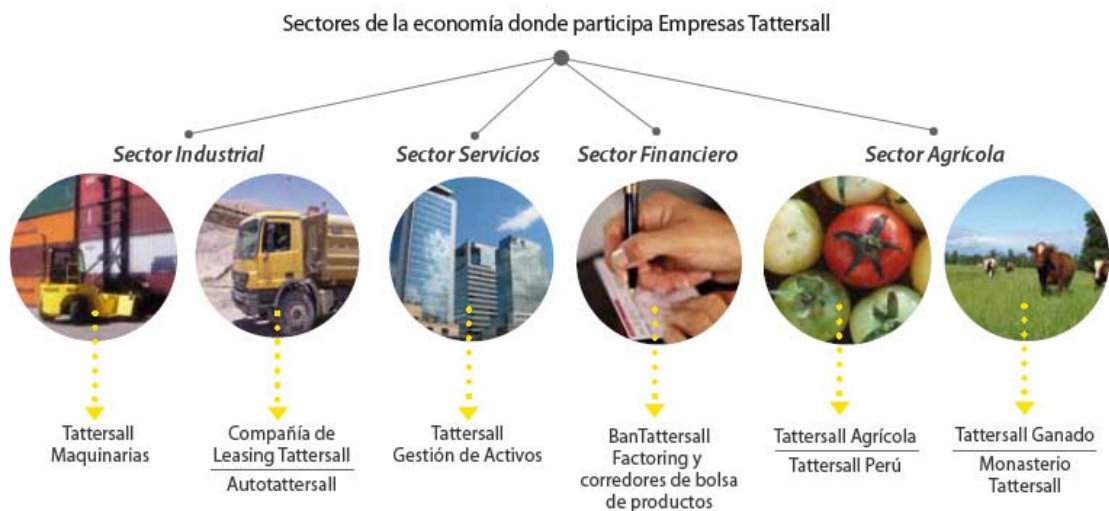 Sectores de la economía donde participa Empresas Tattersall
Sector Industrial
Sector Servicios
Sector Financiero
Sector Agrícola
Tattersall
Maquinarias
Compañía de
Leasing Tattersall
Autotattersall
Tattersall
Gestión de Activos
BanTattersall
Factoring y
corredores de bolsa
de productos
Tattersall Agrícola
Tattersall Perú
Tattersall Ganado
Monasterio
Tattersall